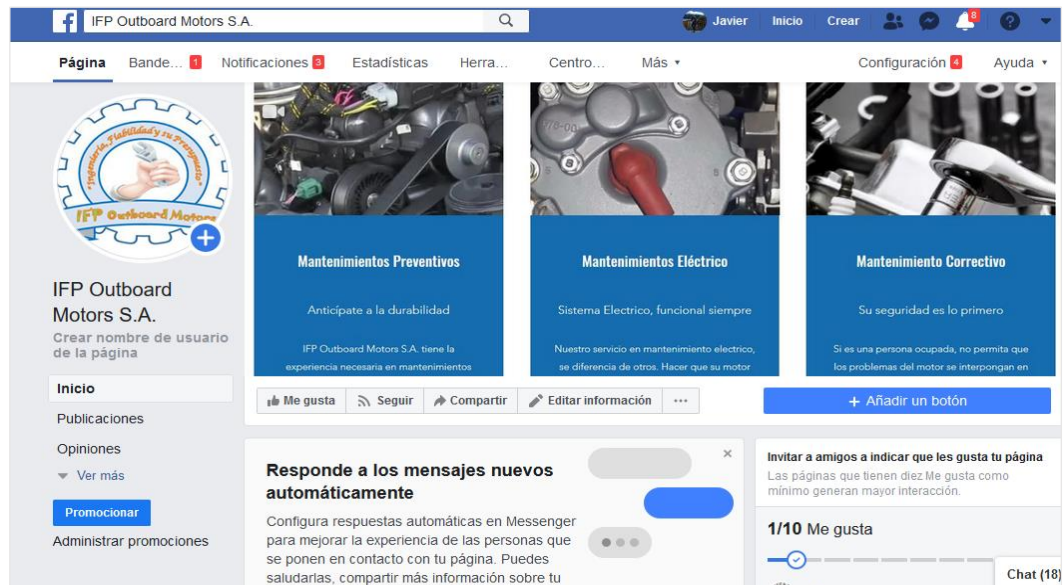 IFP Outboard Motors S.A.
Javier Inicio Crear 8
Página Bande... 1 Notificaciones 3 Estadísticas Herra... Centro... Más Configuración 4 Ayuda
"Ingeniería, Fiabilidad y su Presupuesto"
IFP Outboard Motors
IFP Outboard
Motors S.A.
Crear nombre de usuario
de la página
Inicio
Publicaciones
Opiniones
Ver más
Promocionar
Administrar promociones
Mantenimientos Preventivos
Anticípate a la durabilidad
IFP Outboard Motors S.A. tiene la
experiencia necesaria en mantenimientos
Mantenimientos Eléctrico
Sistema Electrico, funcional siempre
Nuestro servicio en mantenimiento electrico,
se diferencia de otros. Hacer que su motor
Mantenimiento Correctivo
Su seguridad es lo primero
Si es una persona ocupada, no permita que
los problemas del motor se interpongan en
Me gusta Seguir Compartir Editar información ...
+ Añadir un botón
Responde a los mensajes nuevos
automáticamente
Configura respuestas automáticas en Messenger
para mejorar la experiencia de las personas que
se ponen en contacto con tu página. Puedes
saludarlas, compartir más información sobre tu
Invitar a amigos a indicar que les gusta tu página
Las páginas que tienen diez Me gusta como
mínimo generan mayor interacción.
1/10 Me gusta
Chat (18)